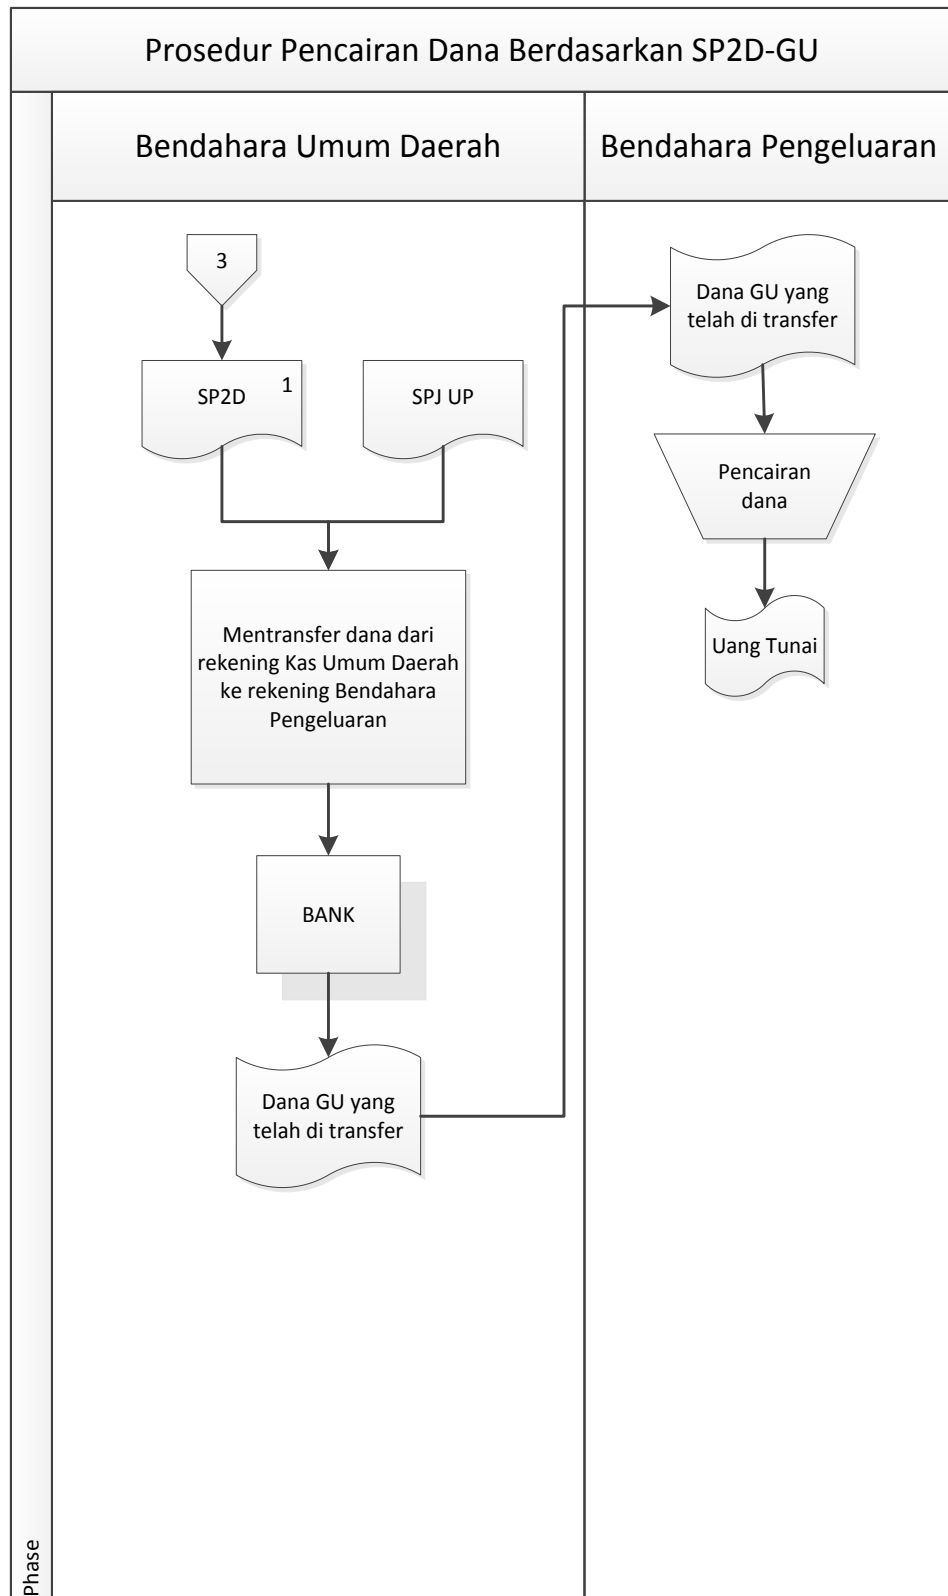 Prosedur Pencairan Dana Berdasarkan SP2D-GU
Bendahara Umum Daerah
Bendahara Pengeluaran
3
SP2D
1
SPJ UP
Mentransfer dana dari
rekening Kas Umum Daerah
ke rekening Bendahara
Pengeluaran
BANK
Dana GU yang
telah di transfer
Dana GU yang
telah di transfer
Pencairan
dana
Uang Tunai
Phase